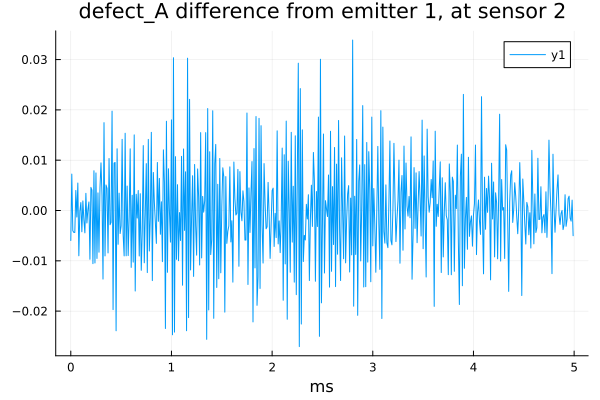 defect_A difference from emitter 1, at sensor 2
y1
0.03
0.02
0.01
0.00
−0.01
−0.02
0 1 2 3 4 5
ms